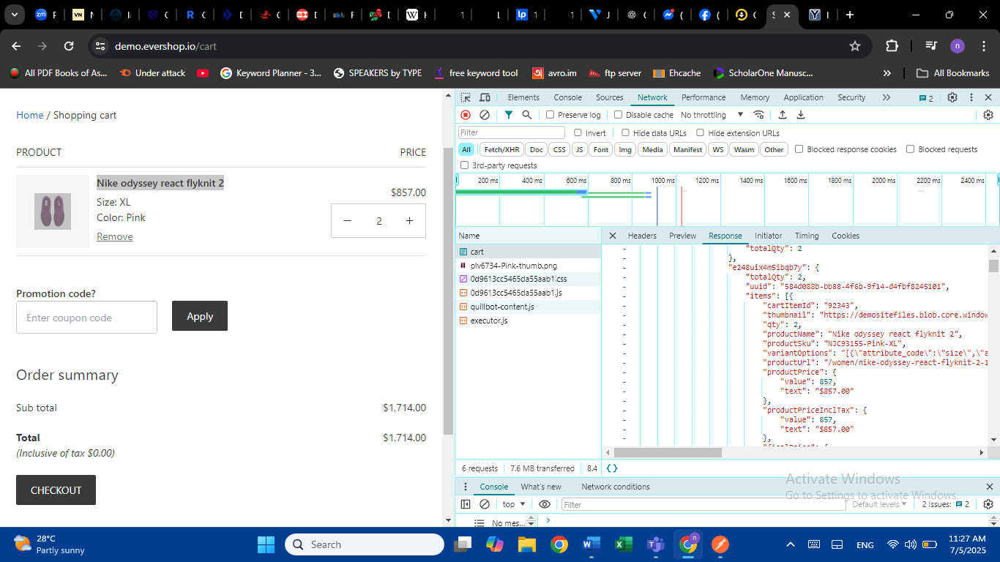 demo.evershop.io/cart
All PDF Books of As...
Under attack
Keyword Planner - 3...
SPEAKERS by TYPE
free keyword tool
avro.im
ftp server
Ehcache
ScholarOne Manusc...
All Bookmarks
Home / Shopping cart
PRODUCT
PRICE
Nike odyssey react flyknit 2
$857.00
Size: XL
Color: Pink
Remove
2
Promotion code?
Enter coupon code
Apply
Order summary
Sub total
$1,714.00
Total
$1,714.00
(Inclusive of tax $0.00)
CHECKOUT
Elements
Console
Sources
Network
Performance
Memory
Application
Security
2
Preserve log
Disable cache
No throttling
Filter
Invert
Hide data URLs
Hide extension URLs
All
Fetch/XHR
Doc
CSS
JS
Font
Img
Media
Manifest
WS
Wasm
Other
Blocked response cookies
Blocked requests
3rd-party requests
200 ms
400 ms
600 ms
800 ms
1000 ms
1200 ms
1400 ms
1600 ms
1800 ms
2000 ms
2200 ms
2400 ms
Name
cart
plv6734-Pink-thumb.png
0d9613cc5465da55aab1.css
0d9613cc5465da55aab1.js
quillbot-content.js
executor.js
Headers
Preview
Response
Initiator
Timing
Cookies
"totalQty": 2
},
"e248uix4m5ibqb7y": {
"totalQty": 2,
"uuid": "584d088b-bb88-4f6b-9f14-d4fbf8245101",
"items": [{
"cartItemId": "92343",
"thumbnail": "https://demositefiles.blob.core.window
"qty": 2,
"productName": "Nike odyssey react flyknit 2",
"productSku": "NJC93155-Pink-XL",
"variantOptions": "[{\"attribute_code\":\"size\",\"a
"productUrl": "/women/nike-odyssey-react-flyknit-2-1
"productPrice": {
"value": 857,
"text": "$857.00"
},
"productPriceInclTax": {
"value": 857,
"text": "$857.00"
},
"finalPrice": {
6 requests
7.6 MB transferred
8.4
{}
Console
What's new
Network conditions
top
Filter
Default levels
2 Issues:
2
No mes...
Activate Windows
Go to Settings to activate Windows.
28°C
Partly sunny
Search
ENG
11:27 AM
7/5/2025